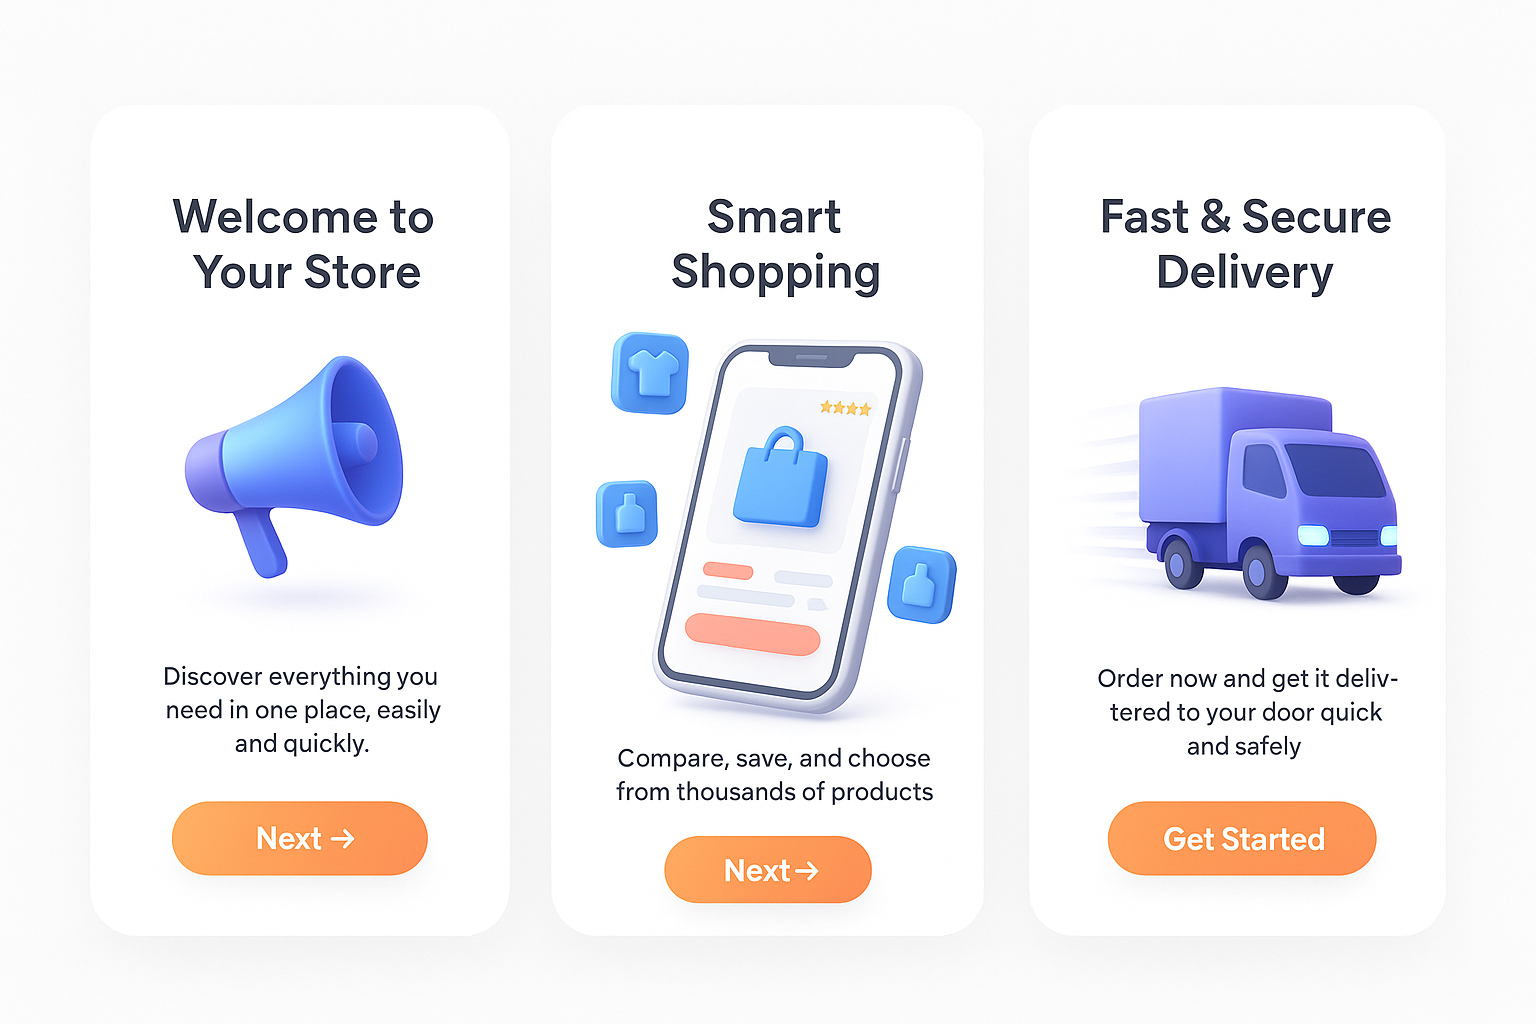 Welcome to
Your Store
Discover everything you
need in one place, easily
and quickly.
Next →
Smart
Shopping
Compare, save, and choose
from thousands of products
Next→
Fast & Secure
Delivery
Order now and get it deliv-
tered to your door quick
and safely
Get Started